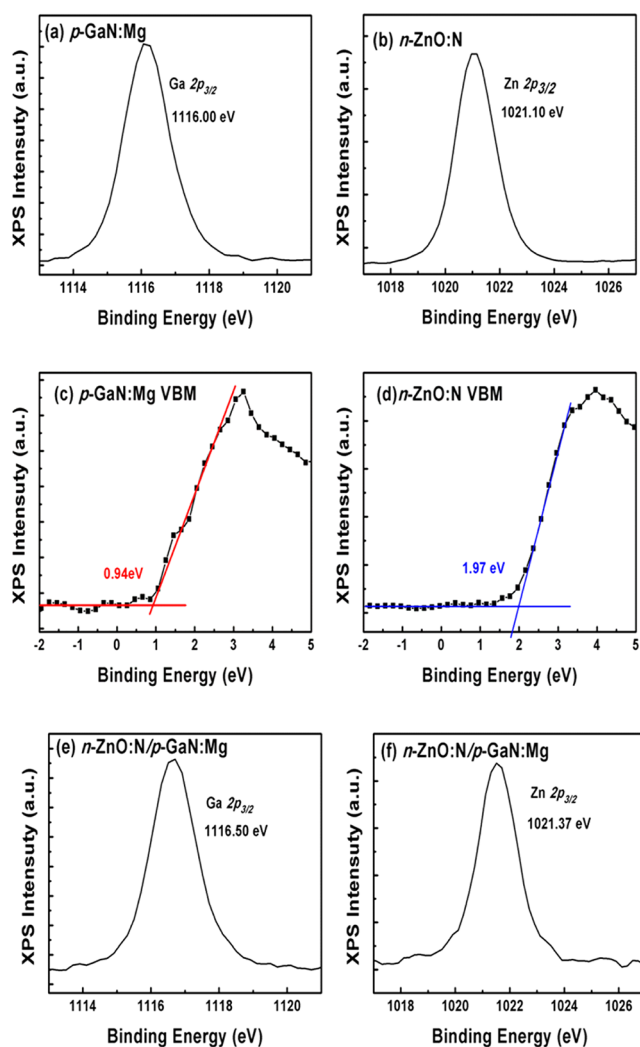 (a) p-GaN:Mg
Ga 2p3/2
1116.00 eV
XPS Intensuty (a.u.)
1114 1116 1118 1120
Binding Energy (eV)
(b) n-ZnO:N
Zn 2p3/2
1021.10 eV
XPS Intensuty (a.u.)
1018 1020 1022 1024 1026
Binding Energy (eV)
(c) p-GaN:Mg VBM
0.94eV
XPS Intensuty (a.u.)
-2 -1 0 1 2 3 4 5
Binding Energy (eV)
(d)n-ZnO:N VBM
1.97 eV
XPS Intensuty (a.u.)
-2 -1 0 1 2 3 4 5
Binding Energy (eV)
(e) n-ZnO:N/p-GaN:Mg
Ga 2p3/2
1116.50 eV
XPS Intensuty (a.u.)
1114 1116 1118 1120
Binding Energy (eV)
(f) n-ZnO:N/p-GaN:Mg
Zn 2p3/2
1021.37 eV
XPS Intensuty (a.u.)
1018 1020 1022 1024 1026
Binding Energy (eV)